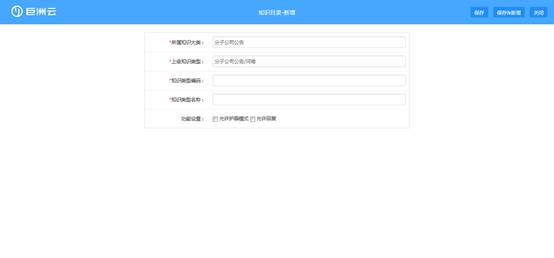 巨洲云
知识目录-新增
保存 保存&新增 关闭
*所属知识大类： 分子公司公告
*上级知识类型： 分子公司公告/河南
*知识类型编码：
*知识类型名称：
功能设置： 允许护眼模式 允许回复